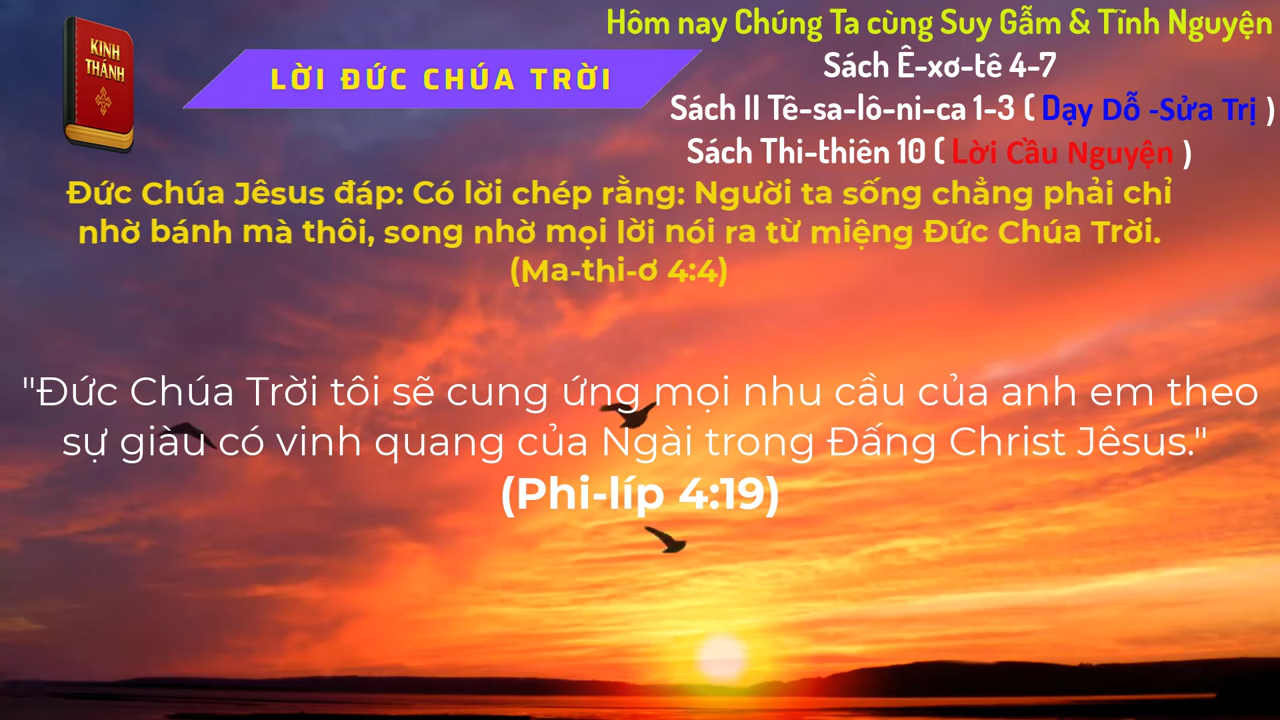 KINH
THÁNH
LỜI ĐỨC CHÚA TRỜI
Hôm nay Chúng Ta cùng Suy Gẫm & Tĩnh Nguyện
Sách Ê-xơ-tê 4-7
Sách II Tê-sa-lô-ni-ca 1-3 ( Dạy Dỗ -Sửa Trị )
Sách Thi-thiên 10 ( Lời Cầu Nguyện )
Đức Chúa Jêsus đáp: Có lời chép rằng: Người ta sống chẳng phải chỉ
nhờ bánh mà thôi, song nhờ mọi lời nói ra từ miệng Đức Chúa Trời.
(Ma-thi-ơ 4:4)
"Đức Chúa Trời tôi sẽ cung ứng mọi nhu cầu của anh em theo
sự giàu có vinh quang của Ngài trong Đấng Christ Jêsus."
(Phi-líp 4:19)